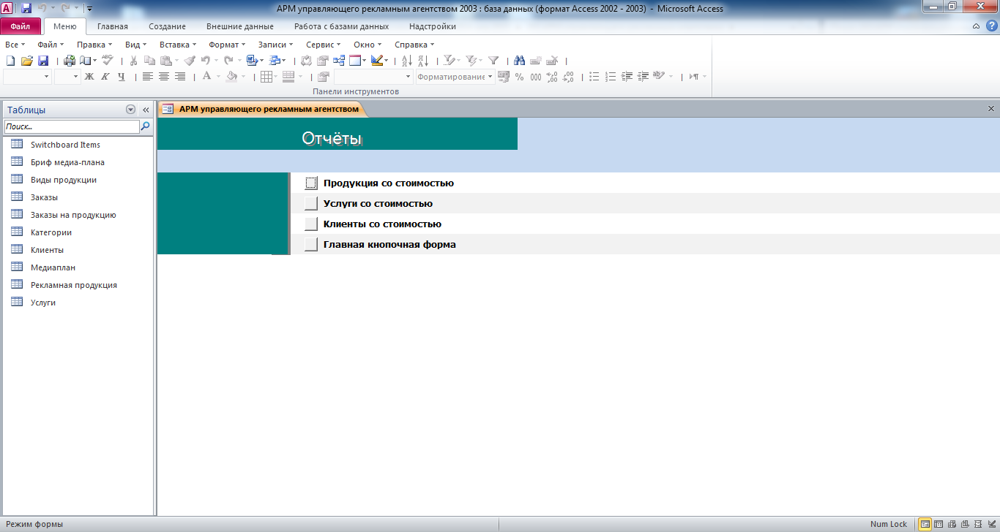 АРМ управляющего рекламным агентством 2003 : база данных (формат Access 2002 - 2003) - Microsoft Access
Файл Меню Главная Создание Внешние данные Работа с базами данных Надстройки
Все Файл Правка Вид Вставка Формат Записи Сервис Окно Справка
Ж К Ч Форматировани % 000
Панели инструментов
Таблицы
Поиск...
Switchboard Items
Бриф медиа-плана
Виды продукции
Заказы
Заказы на продукцию
Категории
Клиенты
Медиаплан
Рекламная продукция
Услуги
АРМ управляющего рекламным агентством
Отчёты
Продукция со стоимостью
Услуги со стоимостью
Клиенты со стоимостью
Главная кнопочная форма
Режим формы
Num Lock